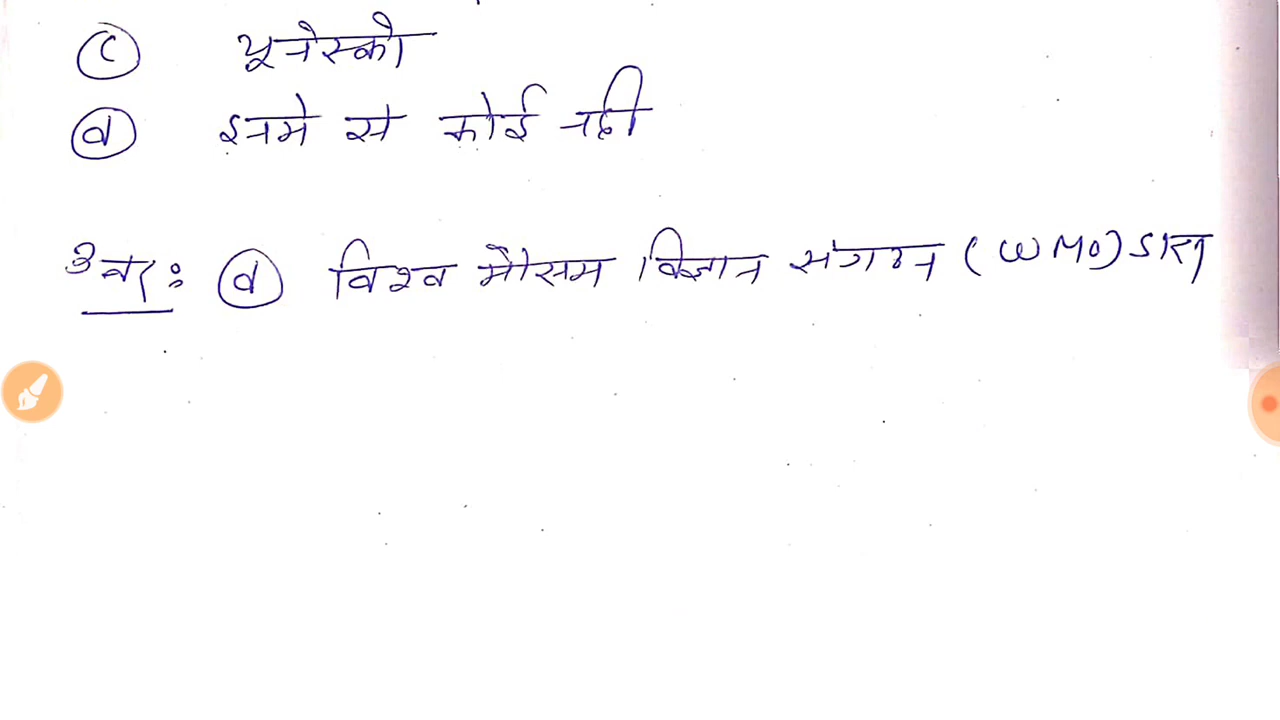 (c) यूनेस्को
(d) इनमे से कोई नही
उत्तर: (d) विश्व मौसम विज्ञान संगठन (WMO) द्वारा